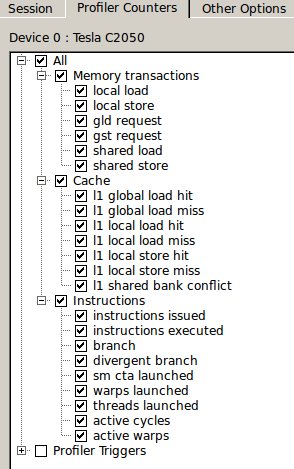 Session Profiler Counters Other Options
Device 0 : Tesla C2050
All
Memory transactions
local load
local store
gld request
gst request
shared load
shared store
Cache
l1 global load hit
l1 global load miss
l1 local load hit
l1 local load miss
l1 local store hit
l1 local store miss
l1 shared bank conflict
Instructions
instructions issued
instructions executed
branch
divergent branch
sm cta launched
warps launched
threads launched
active cycles
active warps
Profiler Triggers